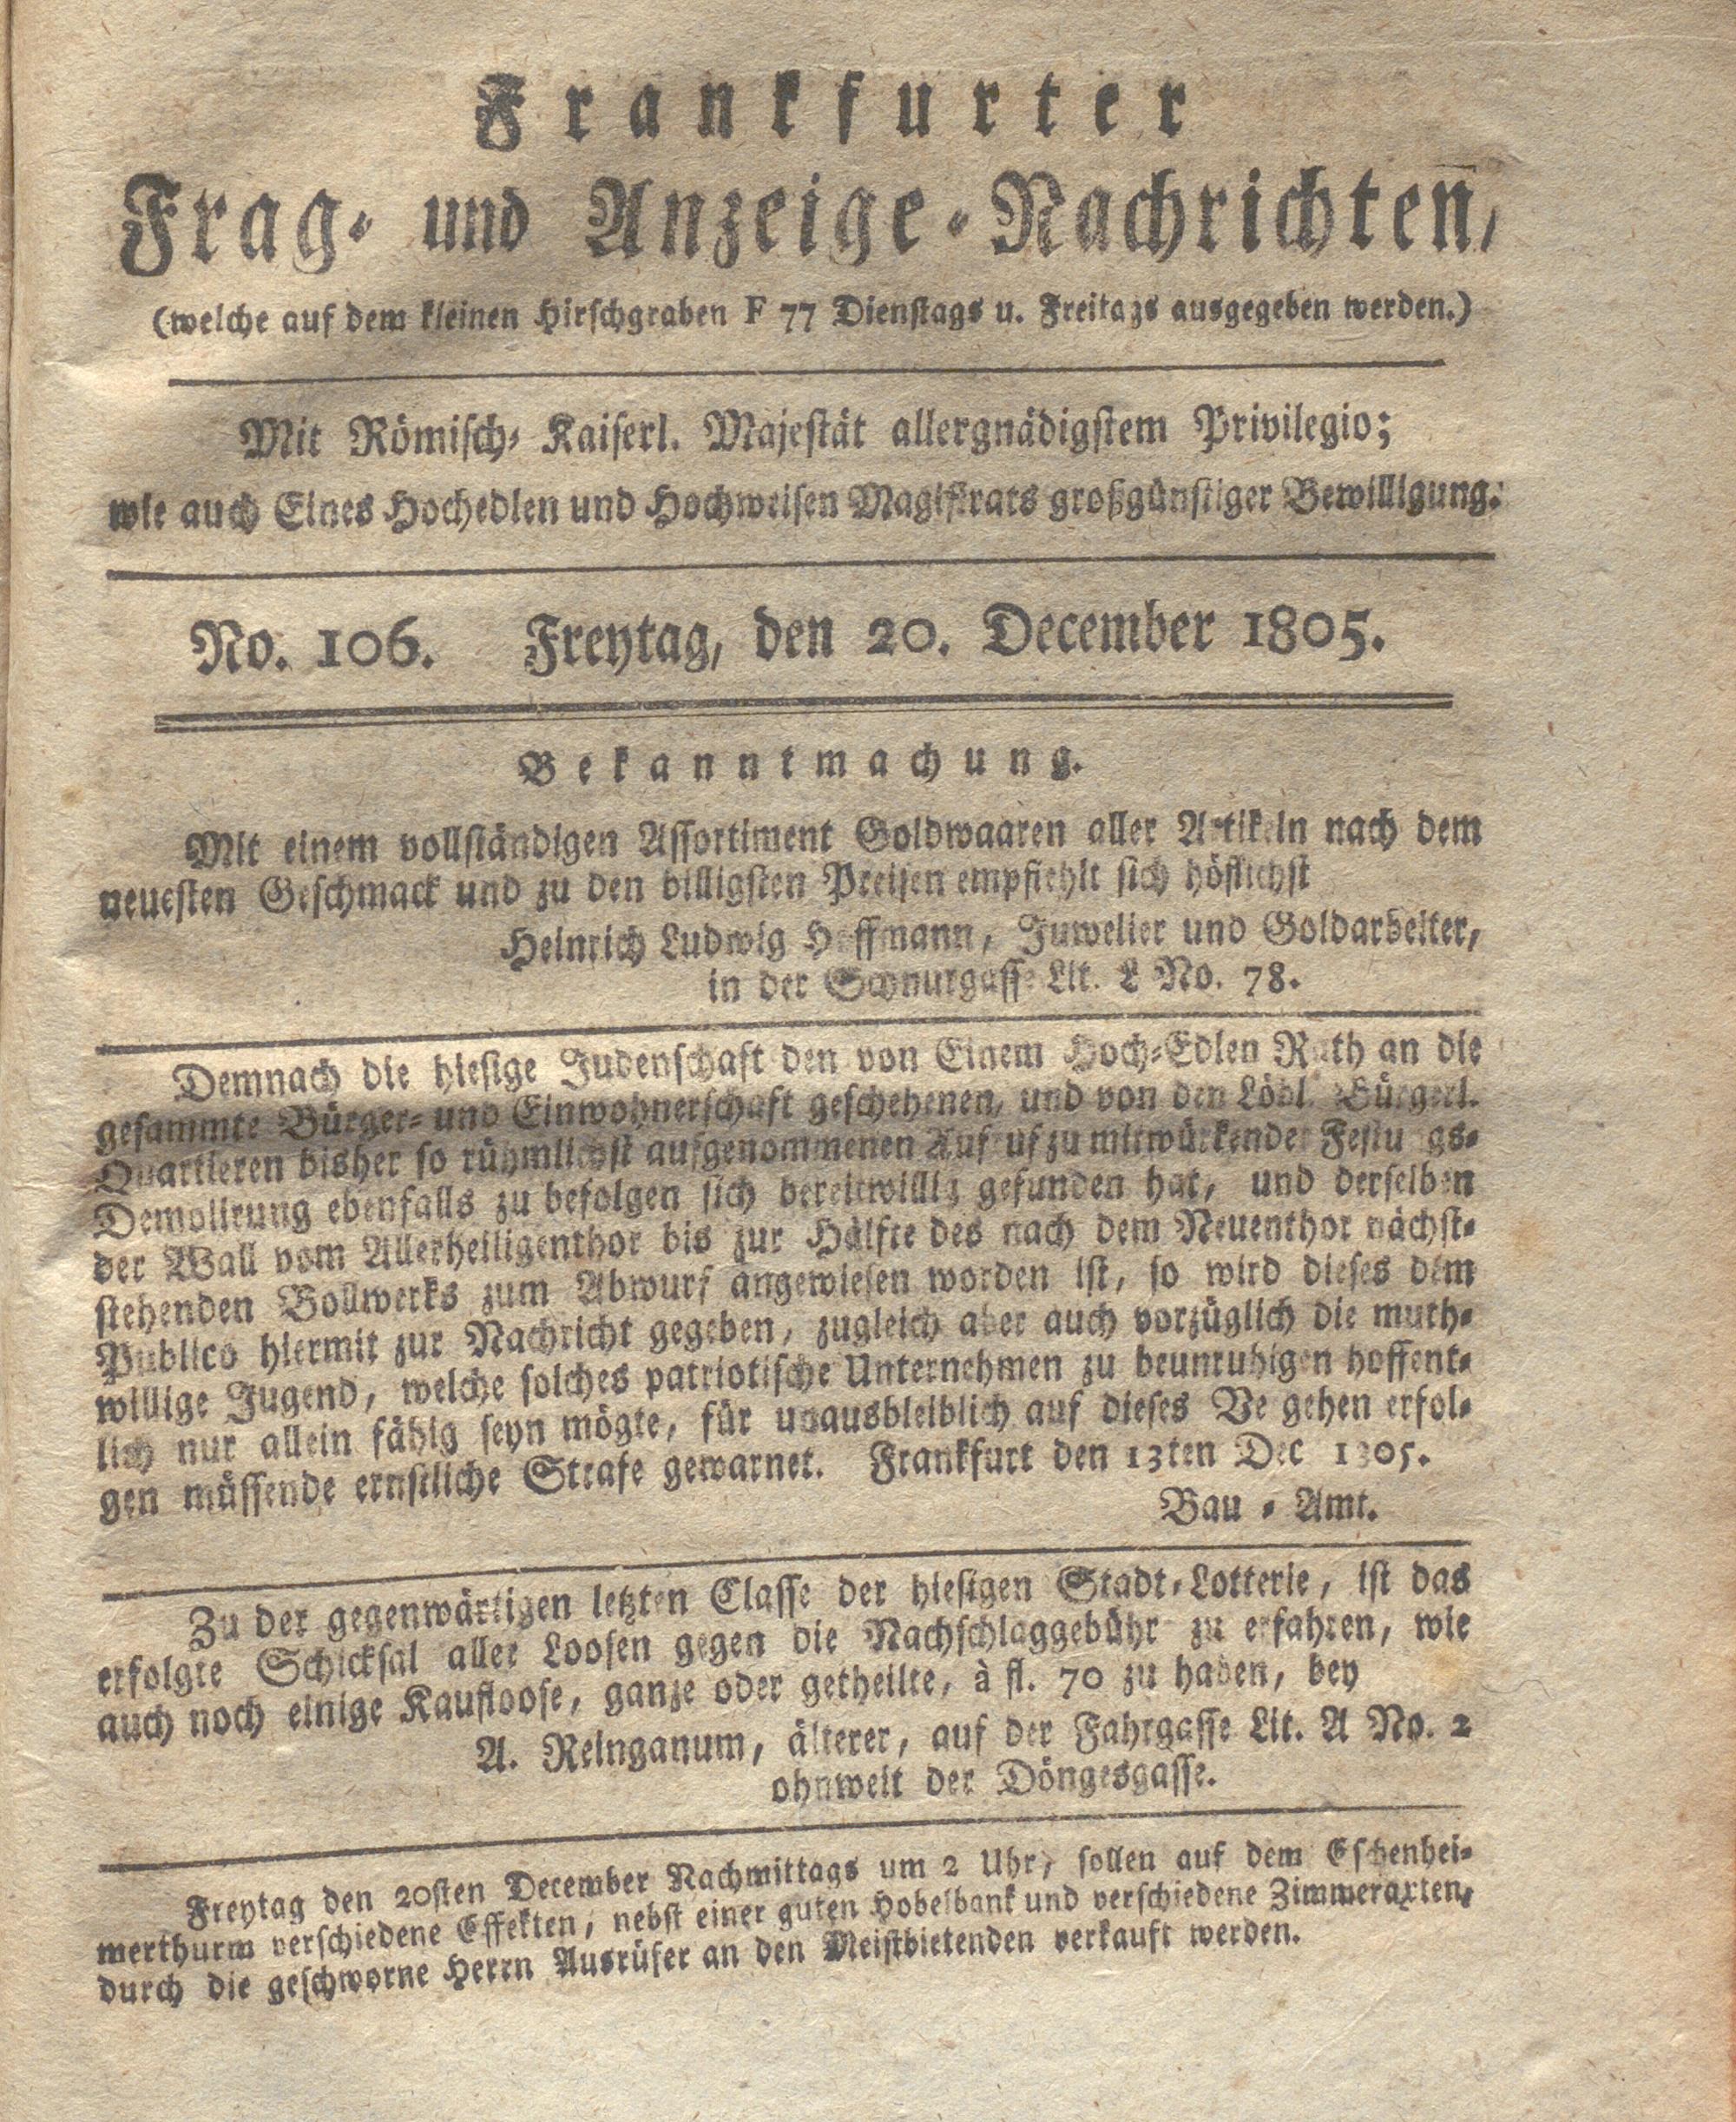 Frankfurter
Frag- und Anzeige-Nachrichten,
(welche auf dem kleinen Hirschgraben F 77 Dienstags u. Freitags ausgegeben werden.)
Mit Römisch- Kaiserl. Majestät allergnädigstem Privilegio;
wie auch Eines Hochedlen und Hochweisen Magistrats großgünstiger Bewilligung.
No. 106. Freytag, den 20. December 1805.
Bekanntmachung.
Mit einem vollständigen Assortiment Goldwaaren aller Artikeln nach dem
neuesten Geschmack und zu den billigsten Preisen empfiehlt sich höflichst
Heinrich Ludwig Hoffmann, Juwelier und Goldarbeiter,
in der Schnurgasse Lit. L No. 78.
Demnach die hiesige Judenschaft den von Einem Hoch-Edlen Rath an die
gesammte Bürger- und Einwohnerschaft geschehenen, und von den Löbl. Bürgerl.
Quartieren bisher so rühmlichst aufgenommenen Aufruf zu mitwürkender Festungs-
Demolirung ebenfalls zu befolgen sich bereitwillig gefunden hat, und derselben
der Wall vom Allerheiligenthor bis zur Hälfte des nach dem Neuenthor nächst-
stehenden Bollwerks zum Abwurf angewiesen worden ist, so wird dieses dem
Publico hiermit zur Nachricht gegeben, zugleich aber auch vorzüglich die muth-
willige Jugend, welche solches patriotische Unternehmen zu beunruhigen hoffent-
lich nur allein fähig seyn mögte, für unausbleiblich auf dieses Vergehen erfol-
gen müssende ernstliche Strafe gewarnet. Frankfurt den 13ten Dec 1805.
Bau - Amt.
Zu der gegenwärtigen letzten Classe der hiesigen Stadt-Lotterie, ist das
erfolgte Schicksal aller Loosen gegen die Nachschlaggebühr zu erfahren, wie
auch noch einige Kaufloose, ganze oder getheilte, à fl. 70 zu haben, bey
A. Reinganum, älterer, auf der Fahrgasse Lit. A No. 2
ohnweit der Döngesgasse.
Freytag den 20sten December Nachmittags um 2 Uhr, sollen auf dem Eschenhei-
merthurm verschiedene Effekten, nebst einer guten Hobelbank und verschiedene Zimmeraxten,
durch die geschworne Herrn Ausrüfer an den Meistbietenden verkauft werden.